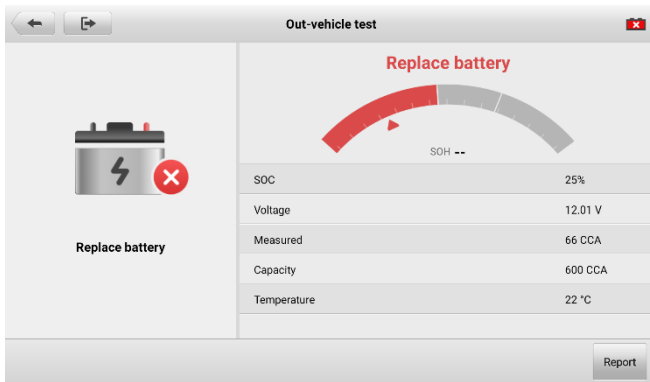 Out-vehicle test
Replace battery
SOH --
SOC 25%
Voltage 12.01 V
Measured 66 CCA
Capacity 600 CCA
Temperature 22 °C
Replace battery
Report